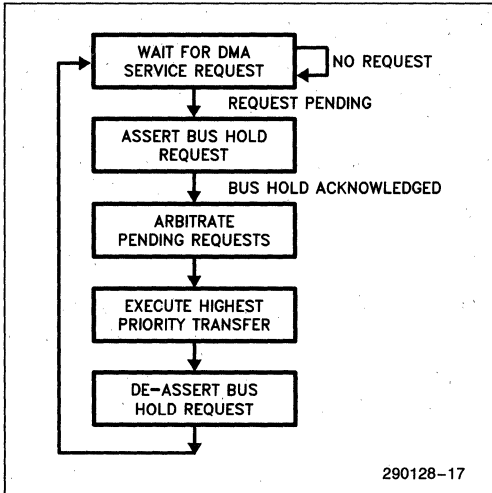 WAIT FOR DMA
SERVICE REQUEST
NO REQUEST
REQUEST PENDING
ASSERT BUS HOLD
REQUEST
BUS HOLD ACKNOWLEDGED
ARBITRATE
PENDING REQUESTS
EXECUTE HIGHEST
PRIORITY TRANSFER
DE-ASSERT BUS
HOLD REQUEST
290128-17